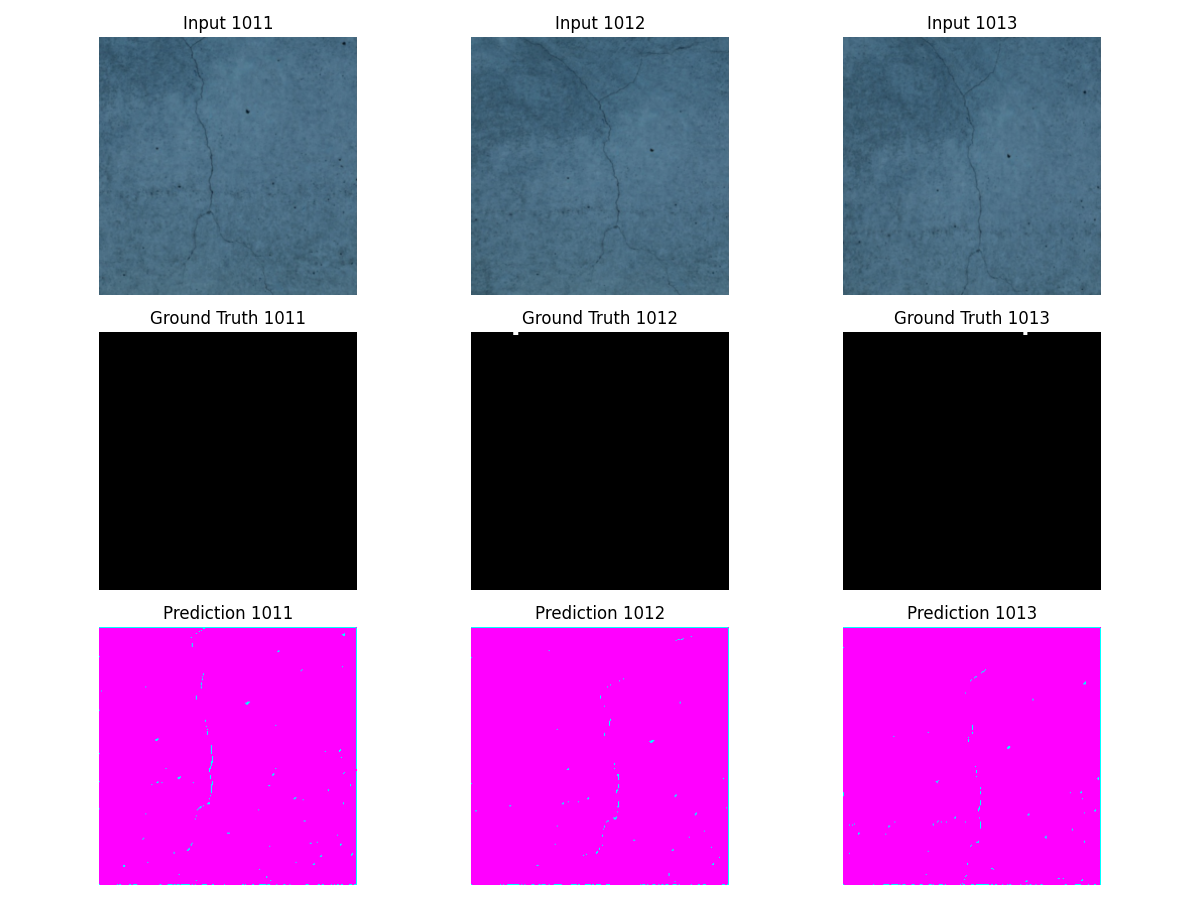 Input 1011
Input 1012
Input 1013
Ground Truth 1011
Ground Truth 1012
Ground Truth 1013
Prediction 1011
Prediction 1012
Prediction 1013